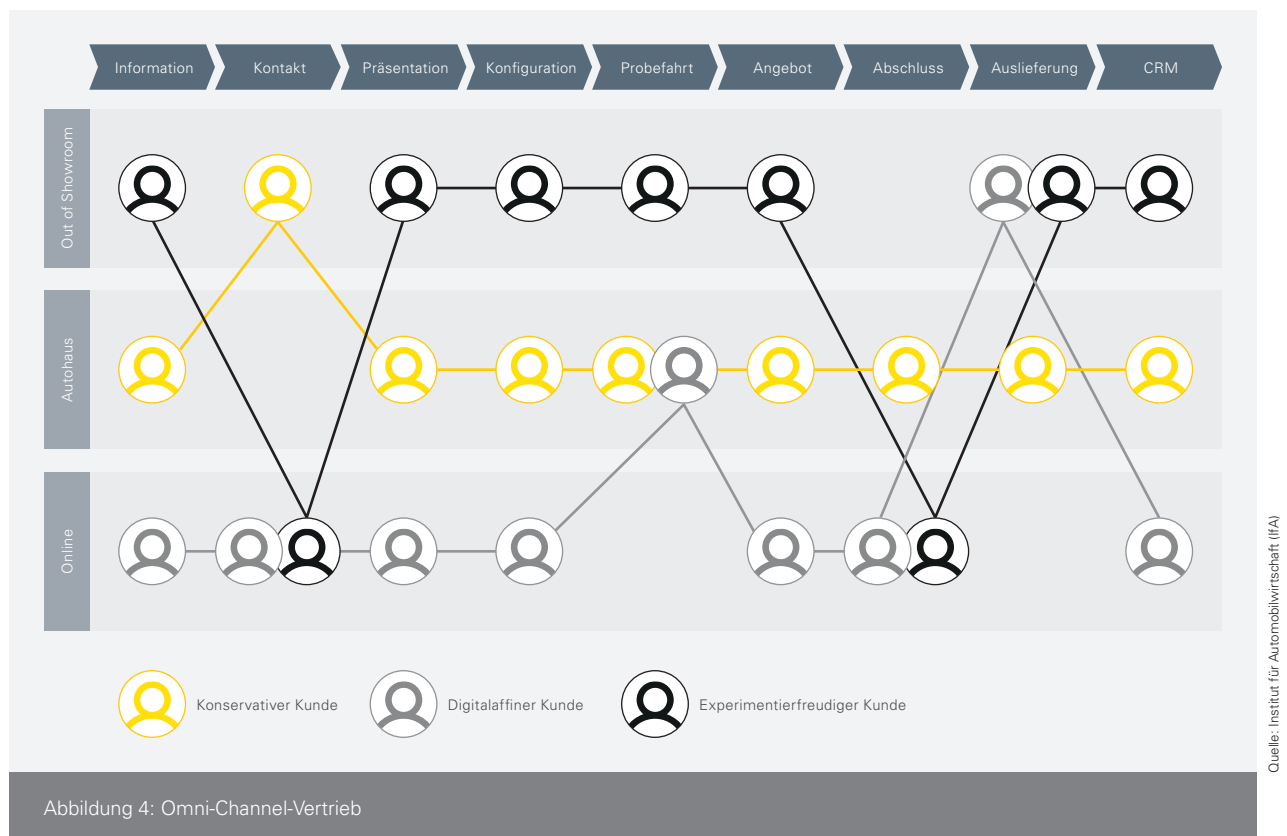 Information
Kontakt
Präsentation
Konfiguration
Probefahrt
Angebot
Abschluss
Auslieferung
CRM
Out of Showroom
Autohaus
Online
Konservativer Kunde
Digitalaffiner Kunde
Experimentierfreudiger Kunde
Quelle: Institut für Automobilwirtschaft (IfA)
Abbildung 4: Omni-Channel-Vertrieb